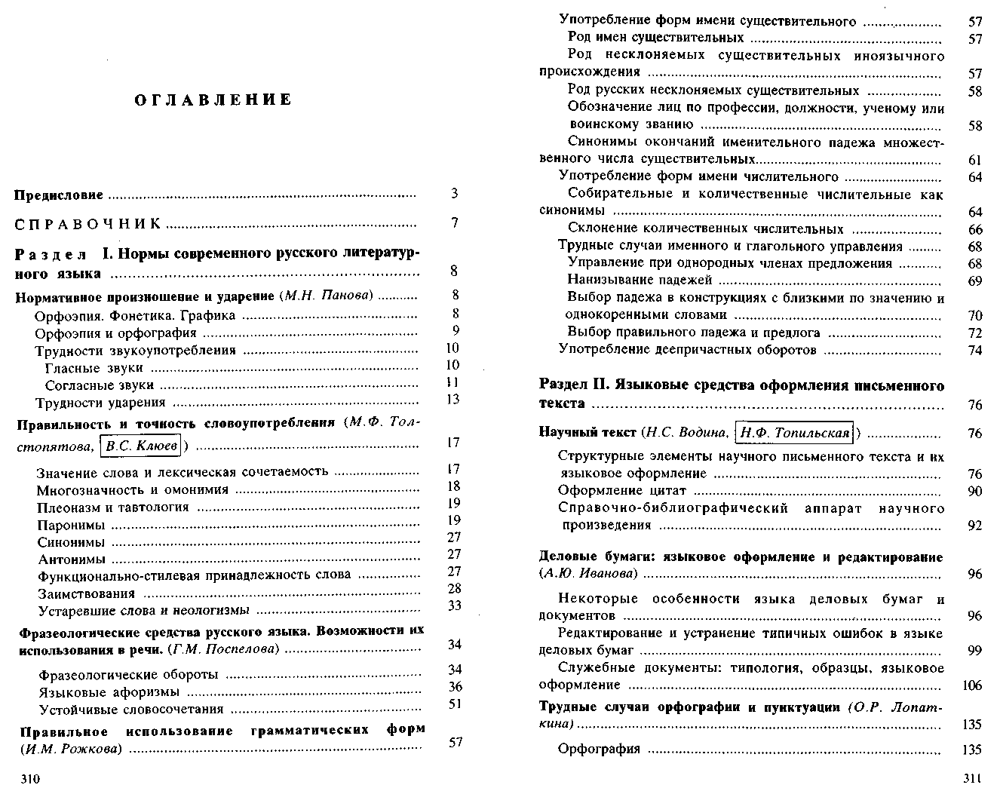 ОГЛАВЛЕНИЕ
Предисловие ... 3
СПРАВОЧНИК ... 7
Раздел I. Нормы современного русского литератур-
ного языка ... 8
Нормативное произношение и ударение (М.Н. Панова) ... 8
Орфоэпия. Фонетика. Графика ... 8
Орфоэпия и орфография ... 9
Трудности звукоупотребления ... 10
Гласные звуки ... 10
Согласные звуки ... 11
Трудности ударения ... 13
Правильность и точность словоупотребления (М.Ф. Тол-
стопятова, В.С. Клюев) ... 17
Значение слова и лексическая сочетаемость ... 17
Многозначность и омонимия ... 18
Плеоназм и тавтология ... 19
Паронимы ... 19
Синонимы ... 27
Антонимы ... 27
Функционально-стилевая принадлежность слова ... 27
Заимствования ... 28
Устаревшие слова и неологизмы ... 33
Фразеологические средства русского языка. Возможности их
использования в речи. (Г.М. Поспелова) ... 34
Фразеологические обороты ... 34
Языковые афоризмы ... 36
Устойчивые словосочетания ... 51
Правильное использование грамматических форм
(И.М. Рожкова) ... 57
310
Употребление форм имени существительного ... 57
Род имен существительных ... 57
Род несклоняемых существительных иноязычного
происхождения ... 57
Род русских несклоняемых существительных ... 58
Обозначение лиц по профессии, должности, ученому или
воинскому званию ... 58
Синонимы окончаний именительного падежа множест-
венного числа существительных ... 61
Употребление форм имени числительного ... 64
Собирательные и количественные числительные как
синонимы ... 64
Склонение количественных числительных ... 66
Трудные случаи именного и глагольного управления ... 68
Управление при однородных членах предложения ... 68
Нанизывание падежей ... 69
Выбор падежа в конструкциях с близкими по значению и
однокоренными словами ... 70
Выбор правильного падежа и предлога ... 72
Употребление деепричастных оборотов ... 74
Раздел II. Языковые средства оформления письменного
текста ... 76
Научный текст (Н.С. Водина, Н.Ф. Топильская) ... 76
Структурные элементы научного письменного текста и их
языковое оформление ... 76
Оформление цитат ... 90
Справочно-библиографический аппарат научного
произведения ... 92
Деловые бумаги: языковое оформление и редактирование
(А.Ю. Иванова) ... 96
Некоторые особенности языка деловых бумаг и
документов ... 96
Редактирование и устранение типичных ошибок в языке
деловых бумаг ... 99
Служебные документы: типология, образцы, языковое
оформление ... 106
Трудные случаи орфографии и пунктуации (О.Р. Лопат-
кина) ... 135
Орфография ... 135
311